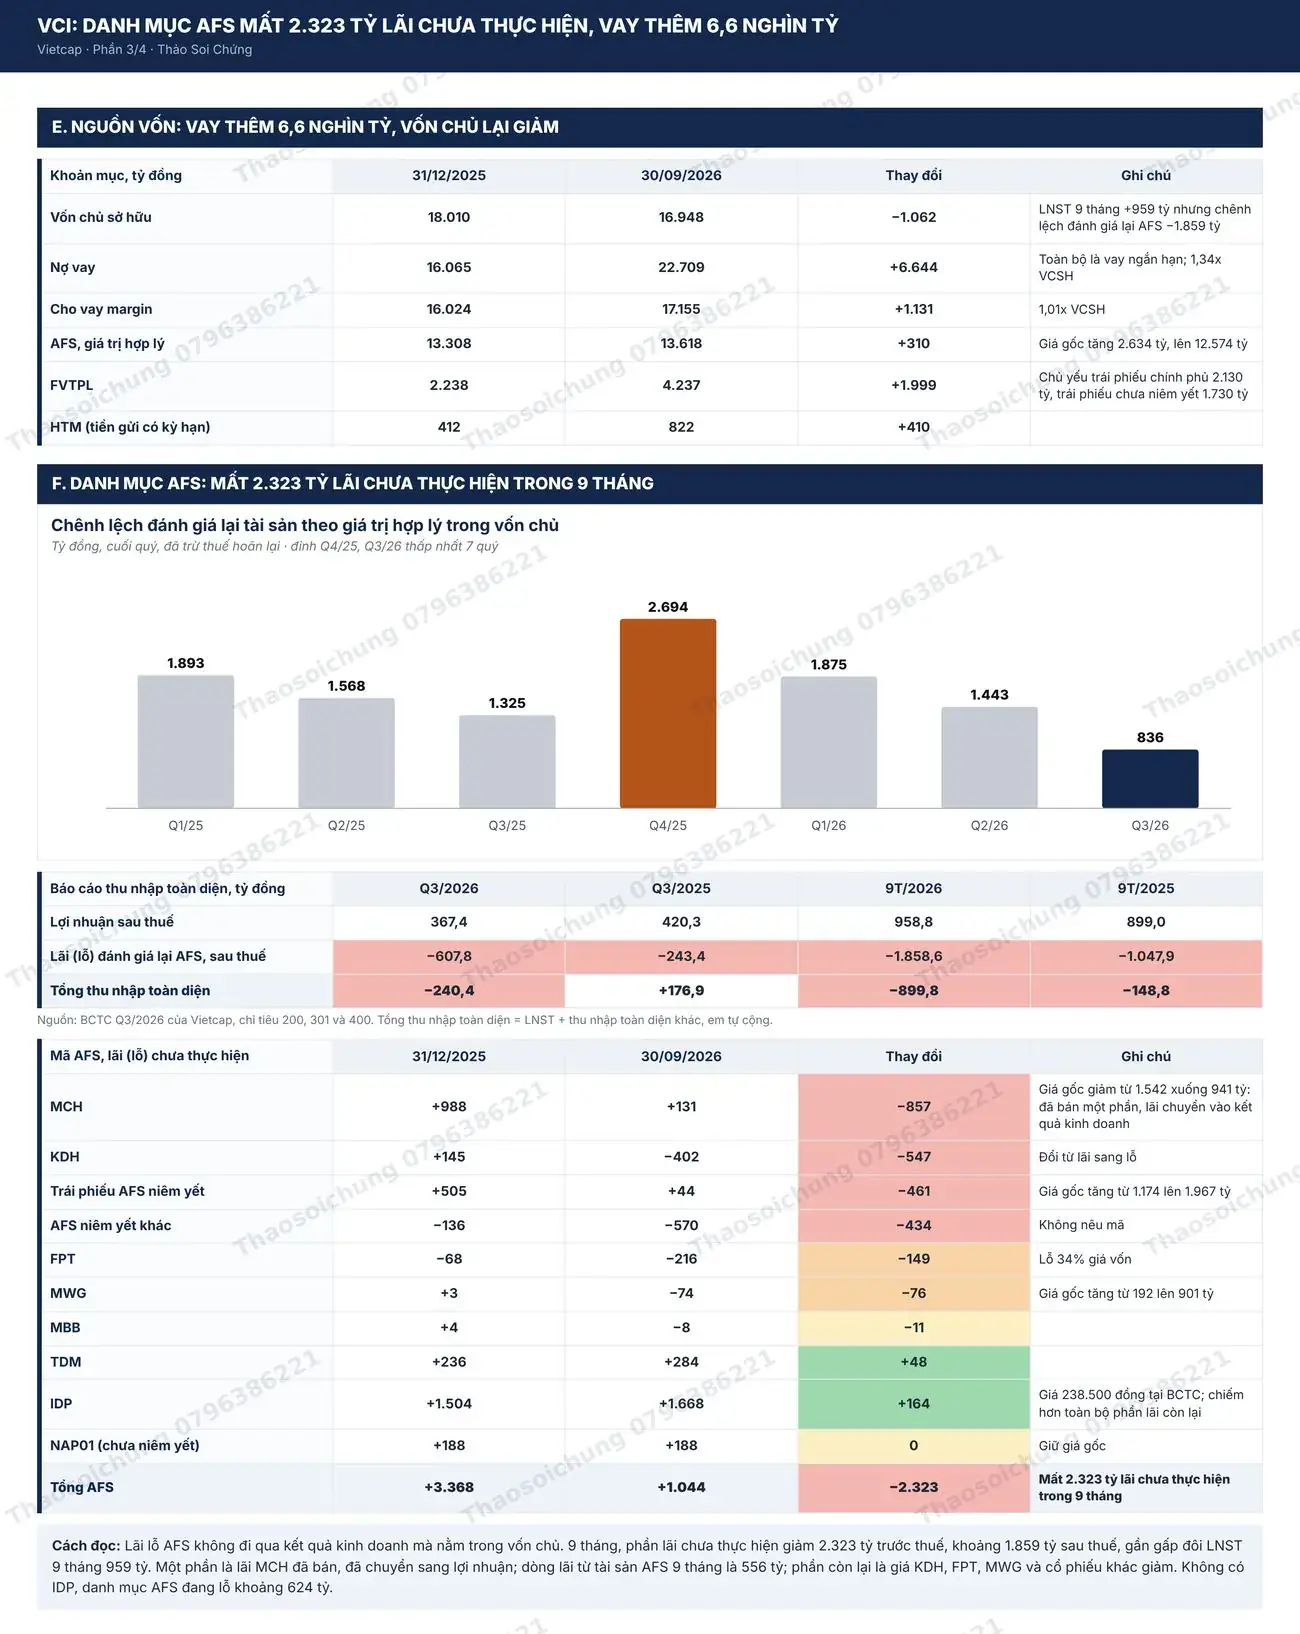 VCI: DANH MỤC AFS MẤT 2.323 TỶ LÃI CHƯA THỰC HIỆN, VAY THÊM 6,6 NGHÌN TỶ
Vietcap · Phần 3/4 · Thảo Soi Chứng
E. NGUỒN VỐN: VAY THÊM 6,6 NGHÌN TỶ, VỐN CHỦ LẠI GIẢM
Khoản mục, tỷ đồng 31/12/2025 30/09/2026 Thay đổi Ghi chú
Vốn chủ sở hữu 18.010 16.948 −1.062 LNST 9 tháng +959 tỷ nhưng chênh
lệch đánh giá lại AFS −1.859 tỷ
Nợ vay 16.065 22.709 +6.644 Toàn bộ là vay ngắn hạn; 1,34x
VCSH
Cho vay margin 16.024 17.155 +1.131 1,01x VCSH
AFS, giá trị hợp lý 13.308 13.618 +310 Giá gốc tăng 2.634 tỷ, lên 12.574 tỷ
FVTPL 2.238 4.237 +1.999 Chủ yếu trái phiếu chính phủ 2.130
tỷ, trái phiếu chưa niêm yết 1.730 tỷ
HTM (tiền gửi có kỳ hạn) 412 822 +410
F. DANH MỤC AFS: MẤT 2.323 TỶ LÃI CHƯA THỰC HIỆN TRONG 9 THÁNG
Chênh lệch đánh giá lại tài sản theo giá trị hợp lý trong vốn chủ
Tỷ đồng, cuối quý, đã trừ thuế hoãn lại · đỉnh Q4/25, Q3/26 thấp nhất 7 quý
1.893 1.568 1.325 2.694 1.875 1.443 836
Q1/25 Q2/25 Q3/25 Q4/25 Q1/26 Q2/26 Q3/26
Báo cáo thu nhập toàn diện, tỷ đồng Q3/2026 Q3/2025 9T/2026 9T/2025
Lợi nhuận sau thuế 367,4 420,3 958,8 899,0
Lãi (lỗ) đánh giá lại AFS, sau thuế −607,8 −243,4 −1.858,6 −1.047,9
Tổng thu nhập toàn diện −240,4 +176,9 −899,8 −148,8
Nguồn: BCTC Q3/2026 của Vietcap, chỉ tiêu 200, 301 và 400. Tổng thu nhập toàn diện = LNST + thu nhập toàn diện khác, em tự cộng.
Mã AFS, lãi (lỗ) chưa thực hiện 31/12/2025 30/09/2026 Thay đổi Ghi chú
MCH +988 +131 −857 Giá gốc giảm từ 1.542 xuống 941 tỷ:
đã bán một phần, lãi chuyển vào kết
quả kinh doanh
KDH +145 −402 −547 Đổi từ lãi sang lỗ
Trái phiếu AFS niêm yết +505 +44 −461 Giá gốc tăng từ 1.174 lên 1.967 tỷ
AFS niêm yết khác −136 −570 −434 Không nêu mã
FPT −68 −216 −149 Lỗ 34% giá vốn
MWG +3 −74 −76 Giá gốc tăng từ 192 lên 901 tỷ
MBB +4 −8 −11
TDM +236 +284 +48
IDP +1.504 +1.668 +164 Giá 238.500 đồng tại BCTC; chiếm
hơn toàn bộ phần lãi còn lại
NAP01 (chưa niêm yết) +188 +188 0 Giữ giá gốc
Tổng AFS +3.368 +1.044 −2.323 Mất 2.323 tỷ lãi chưa thực hiện
trong 9 tháng
Cách đọc: Lãi lỗ AFS không đi qua kết quả kinh doanh mà nằm trong vốn chủ. 9 tháng, phần lãi chưa thực hiện giảm 2.323 tỷ trước thuế, khoảng 1.859 tỷ sau thuế, gần gấp đôi LNST
9 tháng 959 tỷ. Một phần là lãi MCH đã bán, đã chuyển sang lợi nhuận; dòng lãi từ tài sản AFS 9 tháng là 556 tỷ; phần còn lại là giá KDH, FPT, MWG và cổ phiếu khác giảm. Không có
IDP, danh mục AFS đang lỗ khoảng 624 tỷ.
Thaosoichung 0796386221